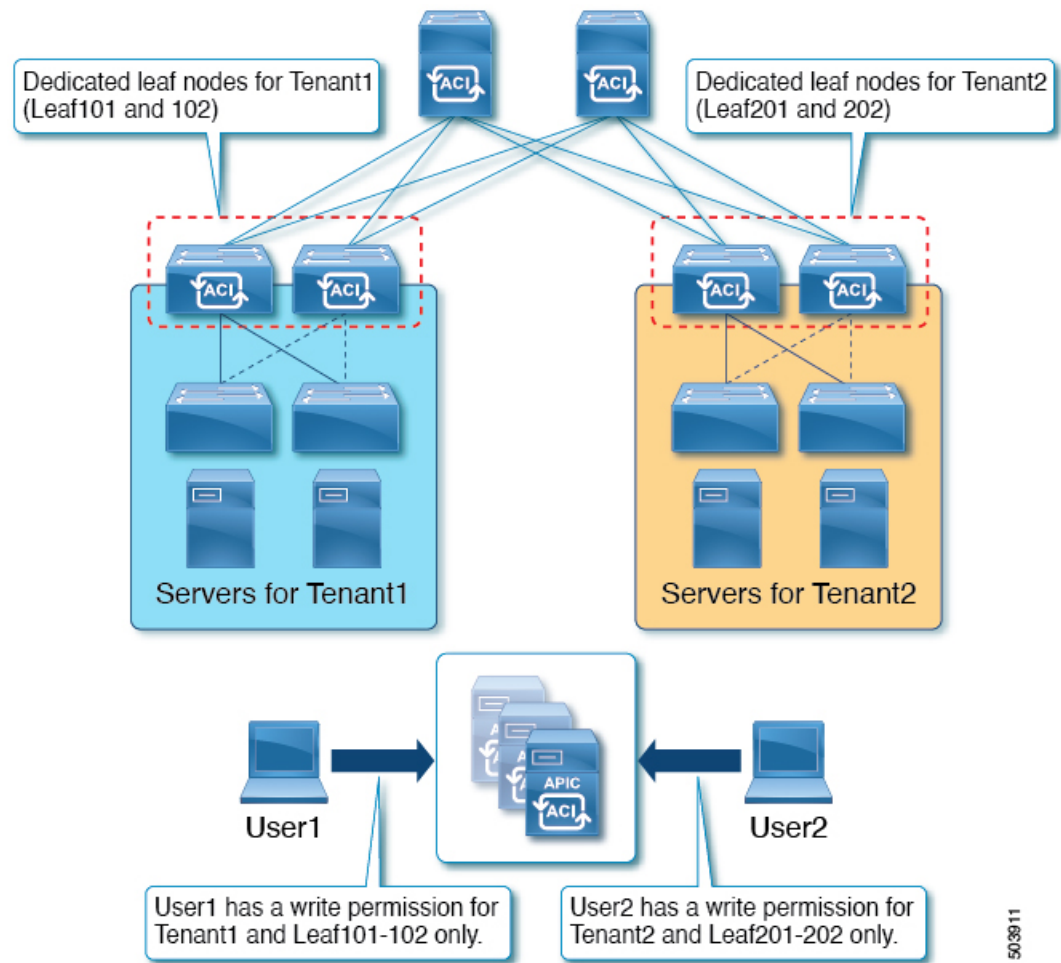 ACI
ACI
Dedicated leaf nodes for Tenant1
(Leaf101 and 102)
Dedicated leaf nodes for Tenant2
(Leaf201 and 202)
ACI
ACI
ACI
ACI
Servers for Tenant1
Servers for Tenant2
APIC
ACI
User1
User2
User1 has a write permission for
Tenant1 and Leaf101-102 only.
User2 has a write permission for
Tenant2 and Leaf201-202 only.
503911